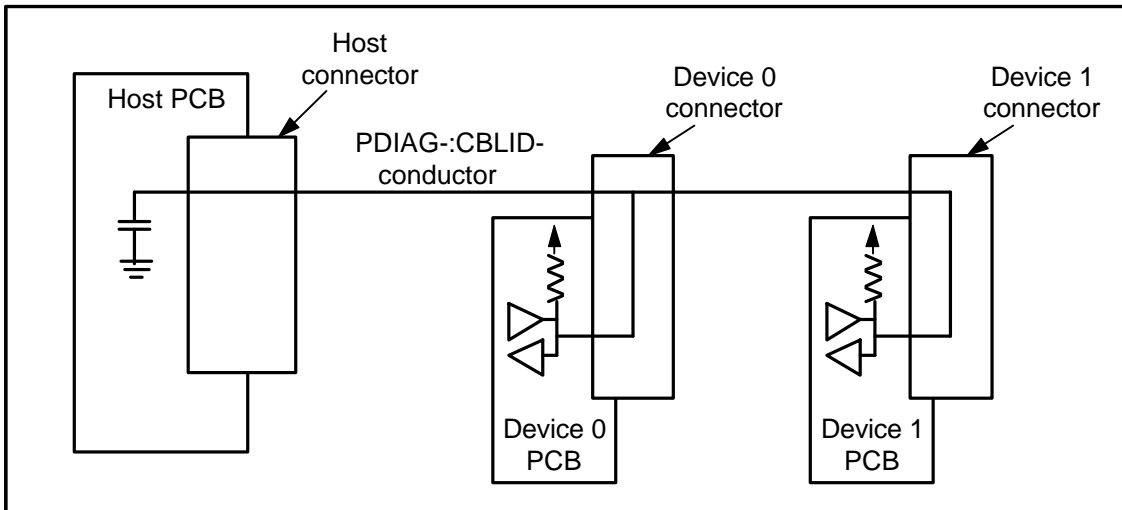 Host
connector
Device 0
connector
Device 1
connector
Host PCB
PDIAG-:CBLID-
conductor
Device 0
PCB
Device 1
PCB